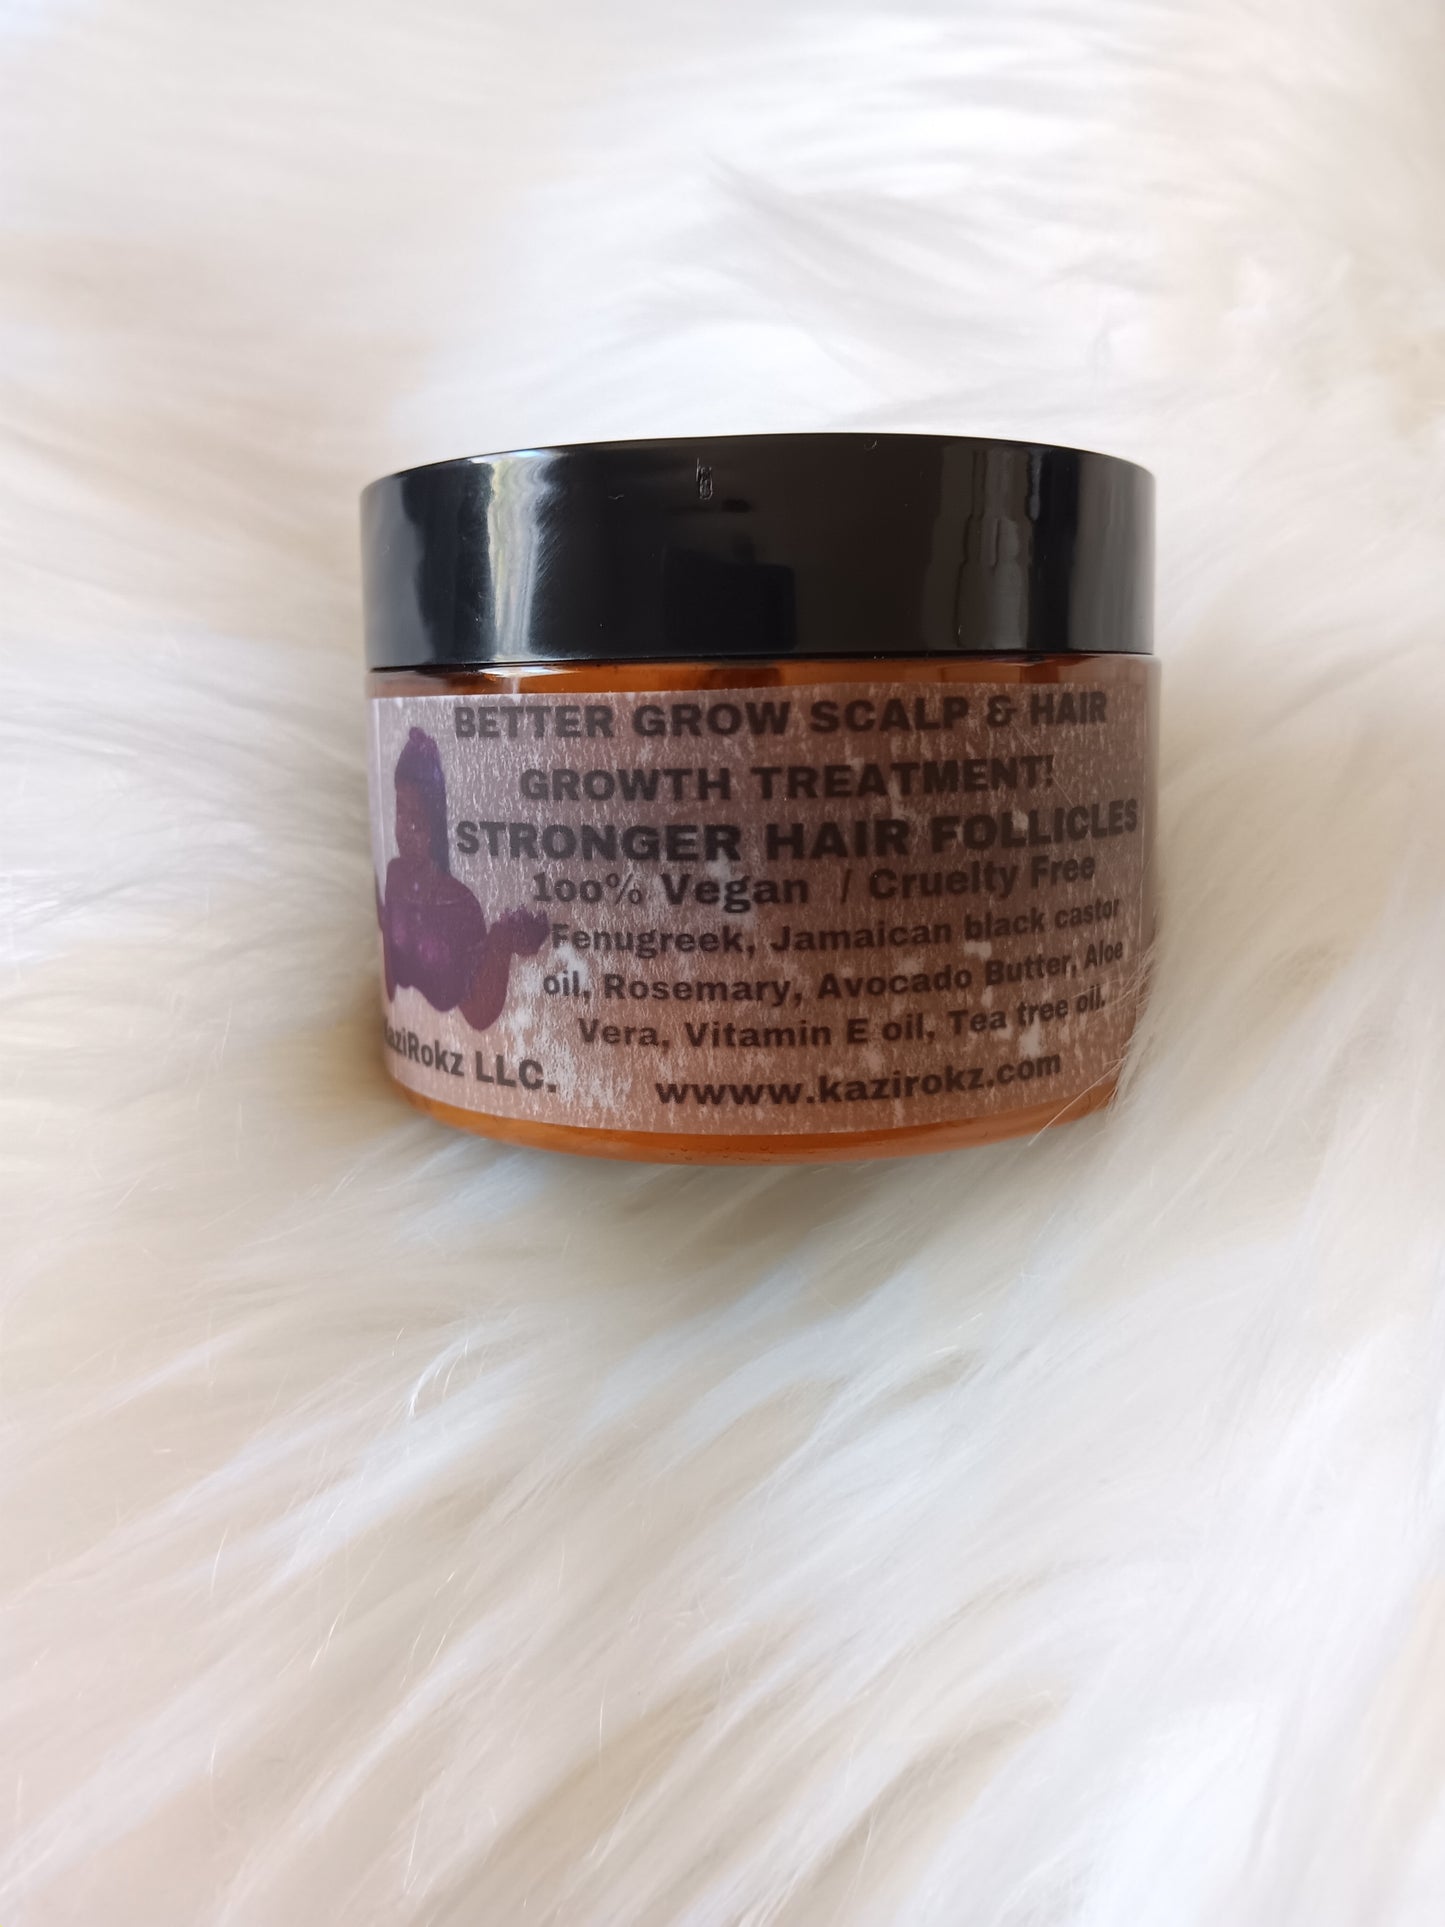 BETTER GROW SCALP & HAIR
GROWTH TREATMENT!
STRONGER HAIR FOLLICLES
100% Vegan / Cruelty Free
Fenugreek, Jamaican black castor
oil, Rosemary, Avocado Butter, Aloe
Vera, Vitamin E oil, Tea tree oil.
KaziRokz LLC.
wwww.kazirokz.com